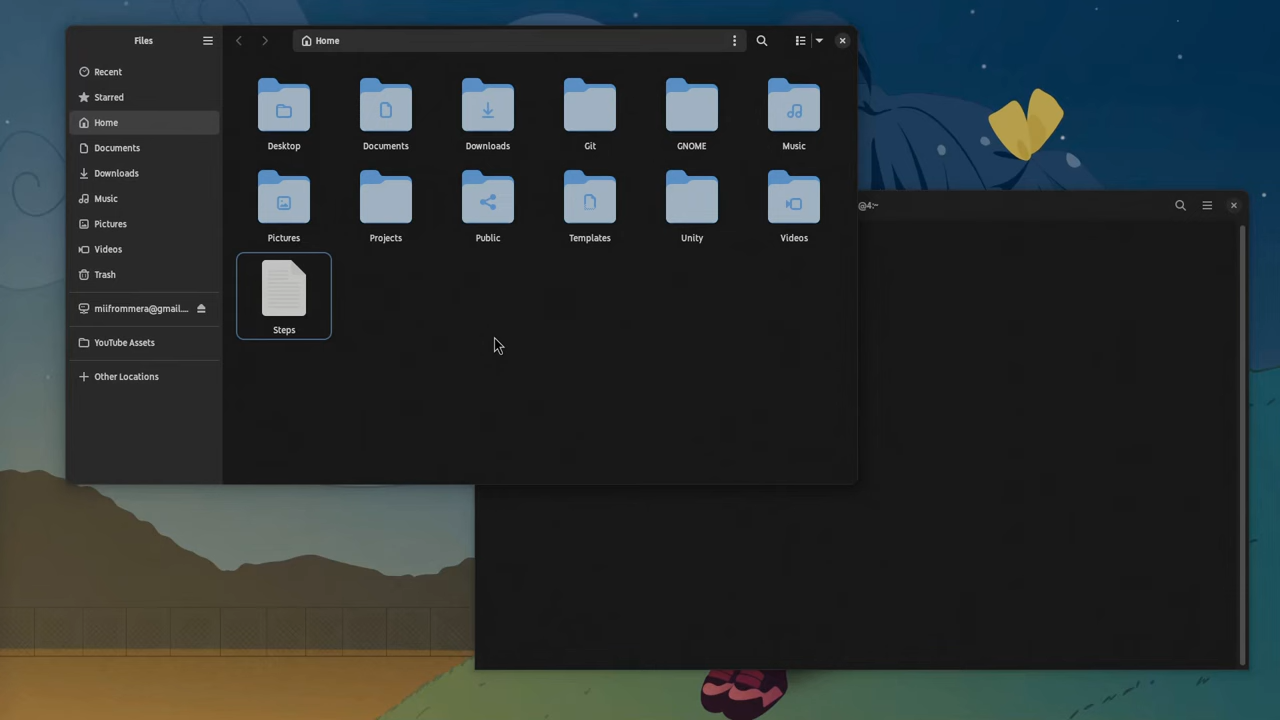 Files
Home
Recent
Starred
Home
Documents
Downloads
Music
Pictures
Videos
Trash
miifrommera@gmail....
YouTube Assets
Other Locations
Desktop
Documents
Downloads
Git
GNOME
Music
Pictures
Projects
Public
Templates
Unity
Videos
Steps
@4:~